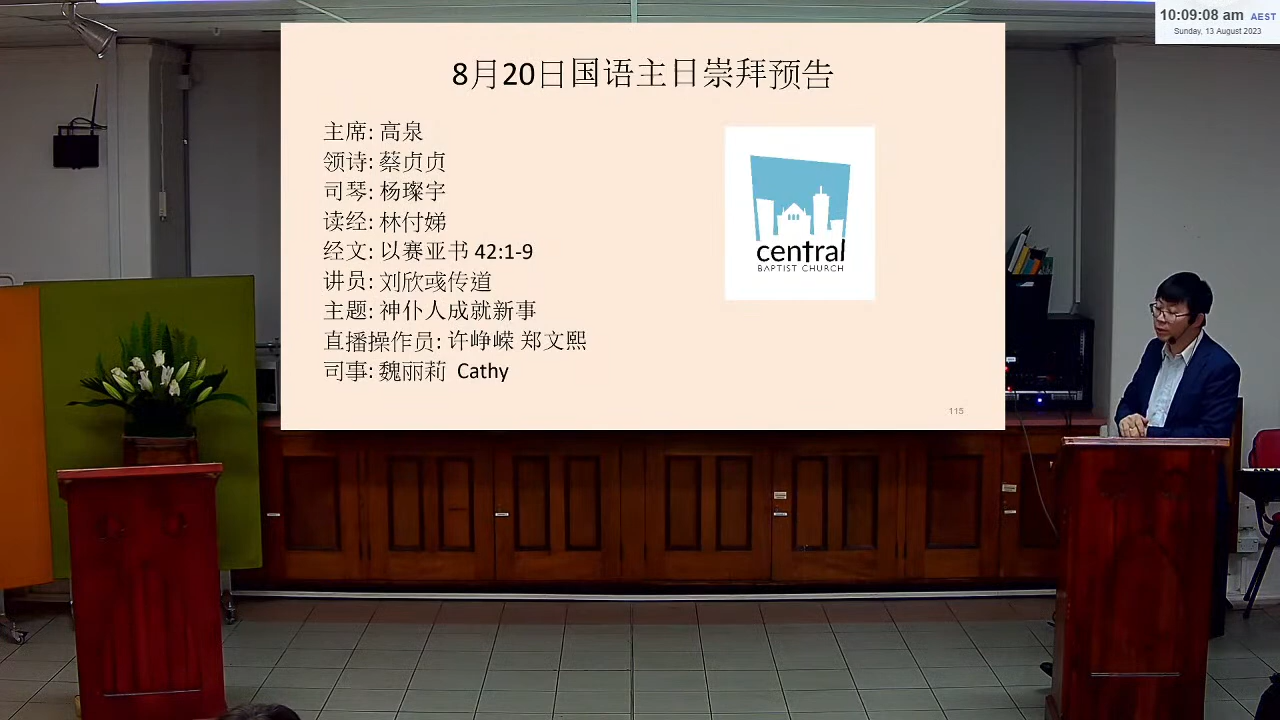 10:09:08 am AEST
Sunday, 13 August 2023
8月20日国语主日崇拜预告
主席: 高泉
领诗: 蔡贞贞
司琴: 杨璨宇
读经: 林付娣
经文: 以赛亚书 42:1-9
讲员: 刘欣彧传道
主题: 神仆人成就新事
直播操作员: 许峥嵘 郑文熙
司事: 魏丽莉 Cathy
central
BAPTIST CHURCH
115